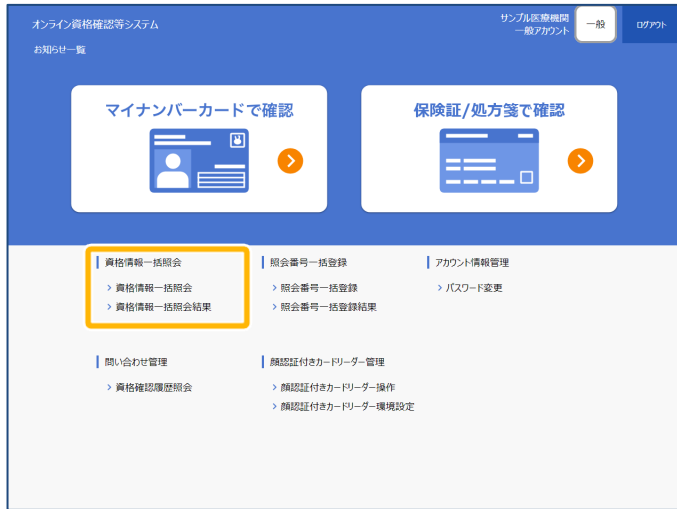 オンライン資格確認等システム
サンプル医療機関
一般アカウント
一般
ログアウト
お知らせ一覧
マイナンバーカードで確認
保険証/処方箋で確認
資格情報一括照会
資格情報一括照会
資格情報一括照会結果
照会番号一括登録
照会番号一括登録
照会番号一括登録結果
アカウント情報管理
パスワード変更
問い合わせ管理
資格確認履歴照会
顔認証付きカードリーダー管理
顔認証付きカードリーダー操作
顔認証付きカードリーダー環境設定